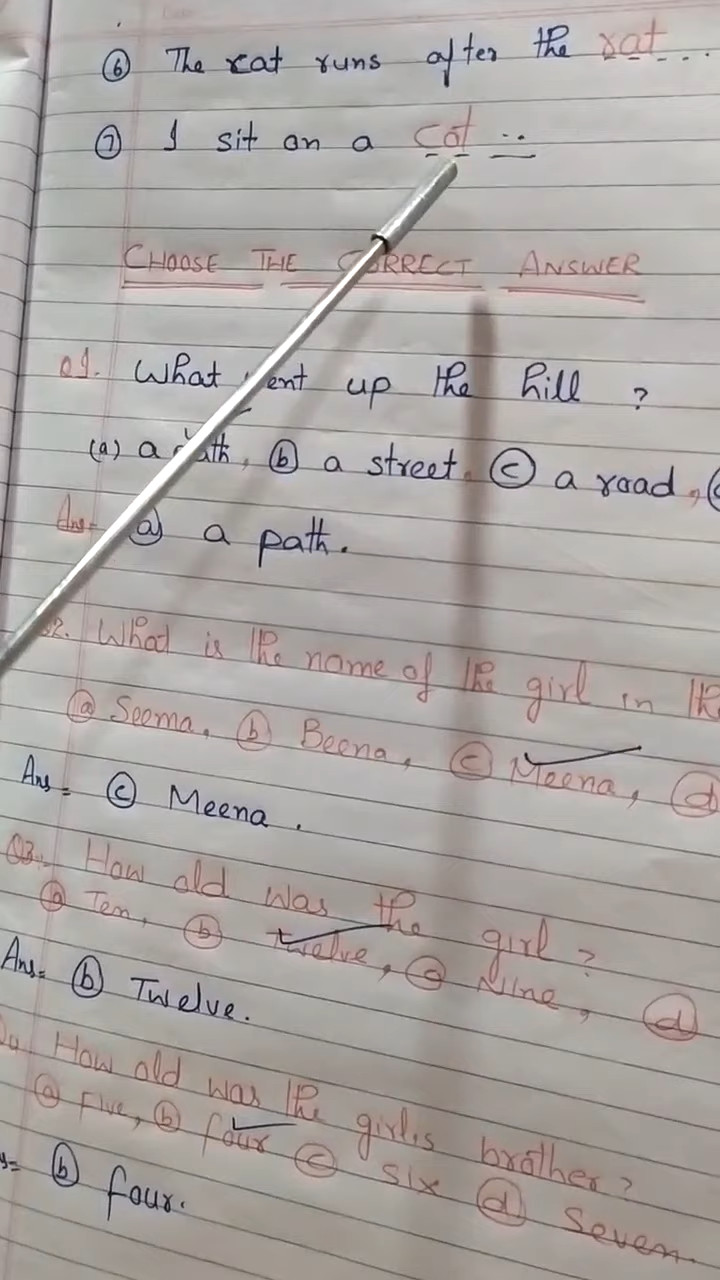 ⑥ The cat runs after the rat...
⑦ I sit on a cot ..
CHOOSE THE CORRECT ANSWER
Q1. What ent up the hill ?
(a) a path, ⓑ a street. ⓒ a road,
Ans- ⓐ a path.
Q2. What is the name of the girl in the
ⓐ Seema, ⓑ Beena, ⓒ Meena, ⓓ
Ans= ⓒ Meena.
Q3. How old was the girl?
ⓐ Ten, ⓑ Twelve, ⓒ Nine, ⓓ
Ans= ⓑ Twelve.
How old was the girl's brother?
ⓐ Five, ⓑ four ⓒ six ⓓ seven.
ⓑ four.